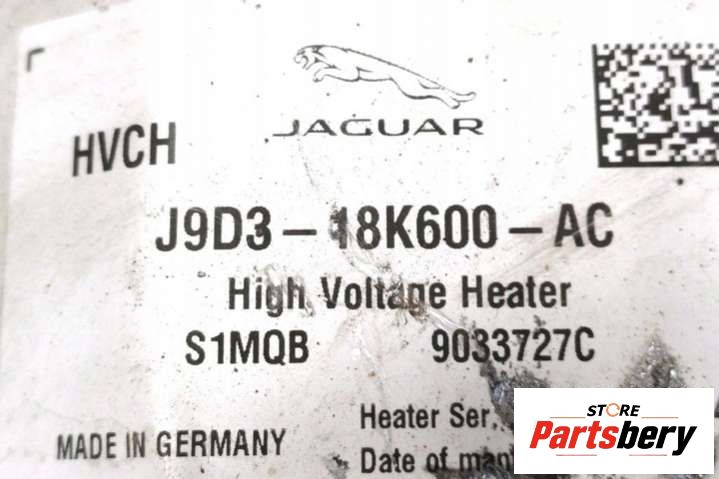 JAGUAR
HVCH
J9D3-18K600-AC
High Voltage Heater
S1MQB 9033727C
Heater Ser.
MADE IN GERMANY
Date of
STORE
Partsbery